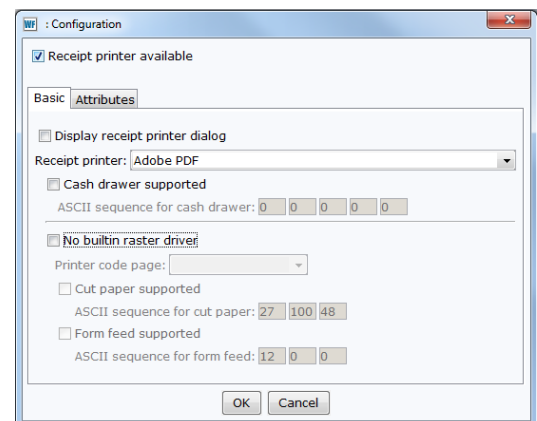 WF : Configuration
Receipt printer available
Basic Attributes
Display receipt printer dialog
Receipt printer: Adobe PDF
Cash drawer supported
ASCII sequence for cash drawer: 0 0 0 0 0
No builtin raster driver
Printer code page:
Cut paper supported
ASCII sequence for cut paper: 27 100 48
Form feed supported
ASCII sequence for form feed: 12 0 0
OK Cancel